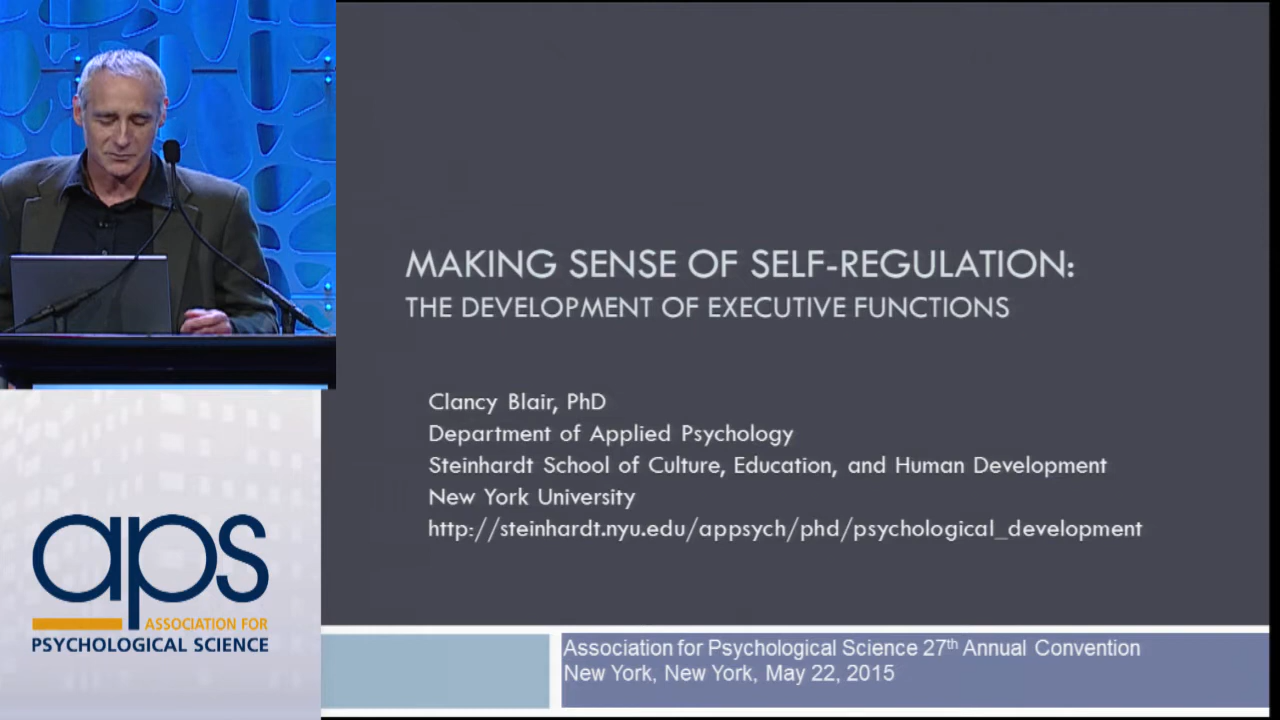 MAKING SENSE OF SELF-REGULATION:
THE DEVELOPMENT OF EXECUTIVE FUNCTIONS
Clancy Blair, PhD
Department of Applied Psychology
Steinhardt School of Culture, Education, and Human Development
New York University
http://steinhardt.nyu.edu/appsych/phd/psychological_development
aps
ASSOCIATION FOR
PSYCHOLOGICAL SCIENCE
Association for Psychological Science 27th Annual Convention
New York, New York, May 22, 2015